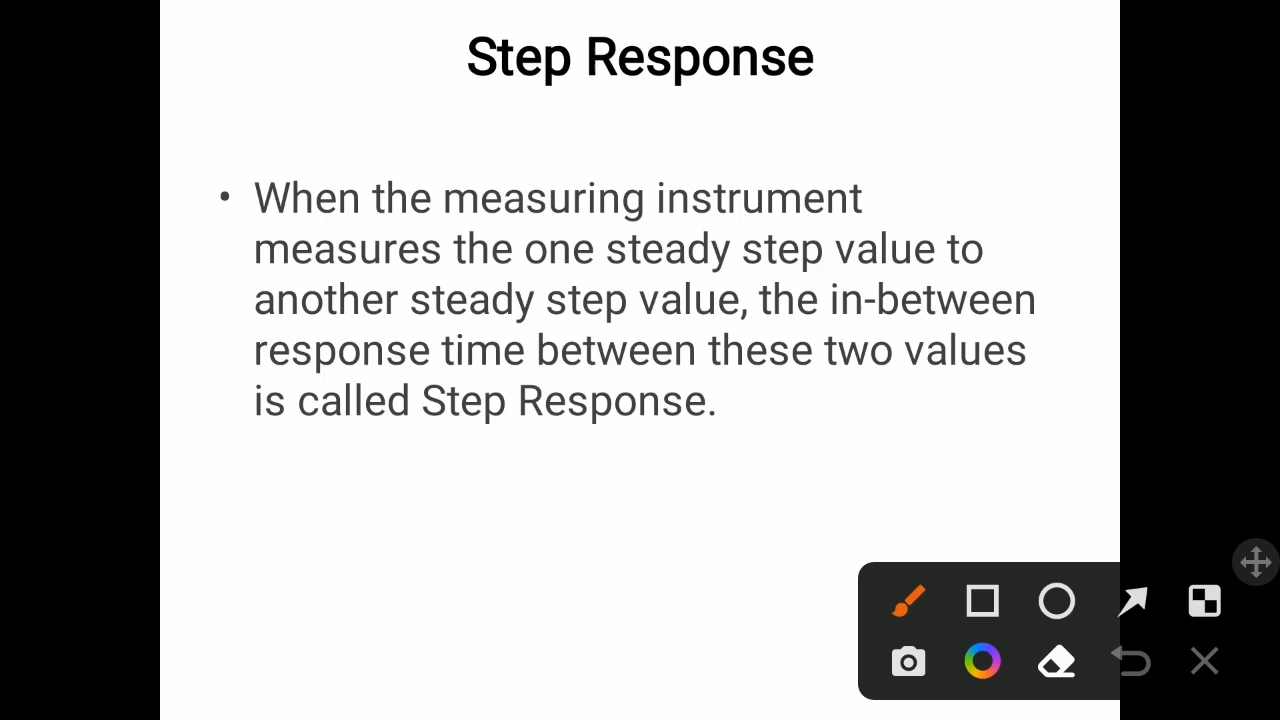 Step Response
• When the measuring instrument
measures the one steady step value to
another steady step value, the in-between
response time between these two values
is called Step Response.